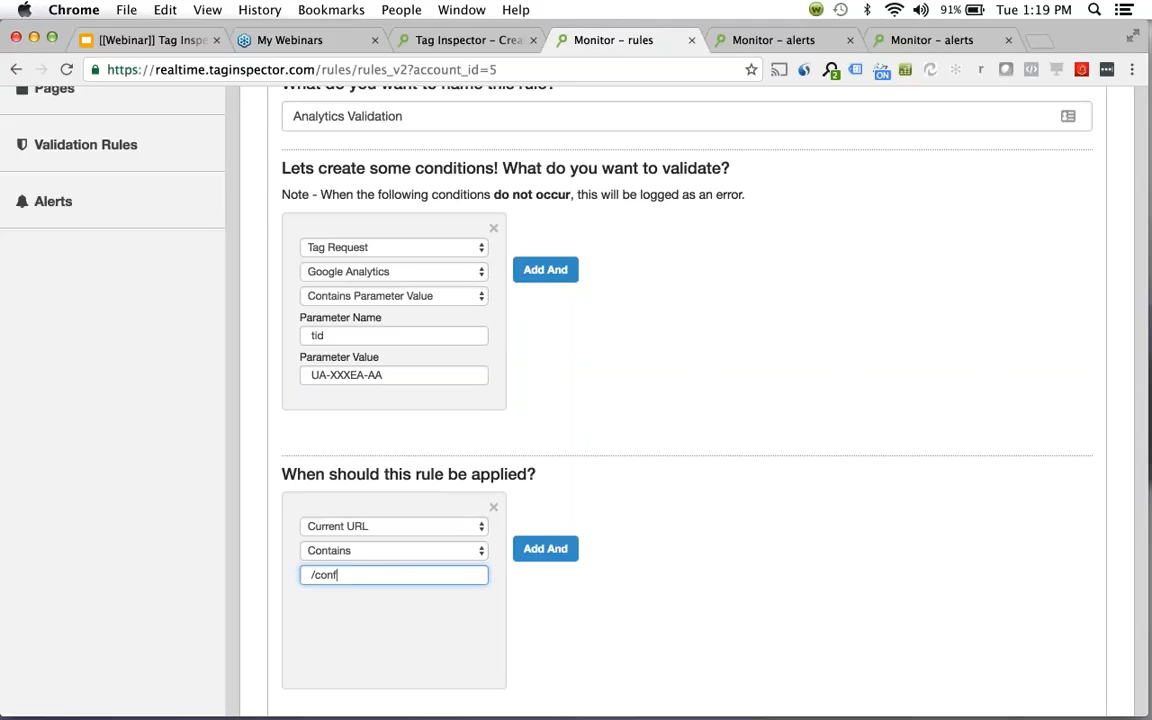 Chrome File Edit View History Bookmarks People Window Help 91% Tue 1:19 PM
[[Webinar]] Tag Inspe × My Webinars × Tag Inspector – Crea × Monitor – rules × Monitor – alerts × Monitor – alerts ×
https://realtime.taginspector.com/rules/rules_v2?account_id=5 2 ON r
Pages
Validation Rules
Alerts
What do you want to name this rule?
Analytics Validation
Lets create some conditions! What do you want to validate?
Note - When the following conditions do not occur, this will be logged as an error.
×
Tag Request
Google Analytics
Add And
Contains Parameter Value
Parameter Name
tid
Parameter Value
UA-XXXEA-AA
When should this rule be applied?
×
Current URL
Contains
Add And
/conf